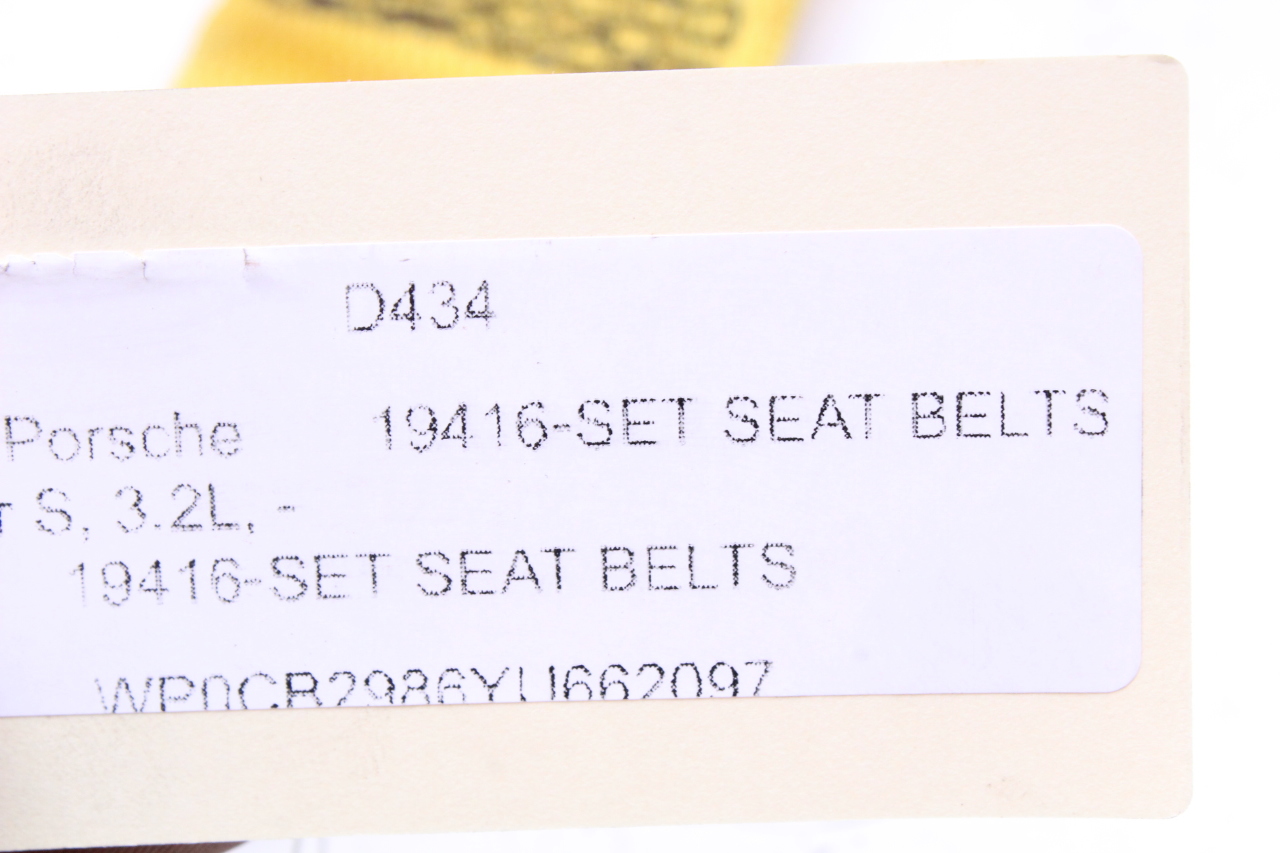 D434
Porsche 19416-SET SEAT BELTS
r S, 3.2L, -
19416-SET SEAT BELTS
WP0CB2986YU662097